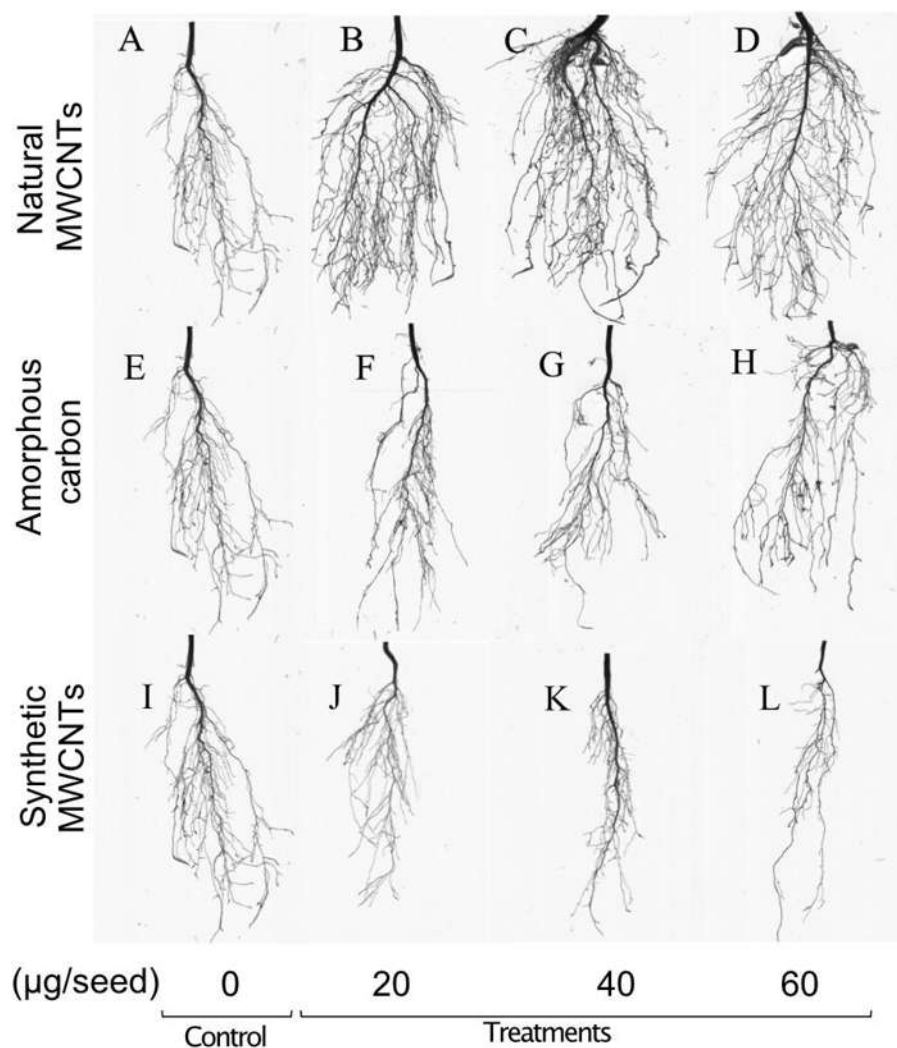 A B C D
Natural
MWCNTs
E F G H
Amorphous
carbon
I J K L
Synthetic
MWCNTs
(µg/seed) 0 20 40 60
Control Treatments